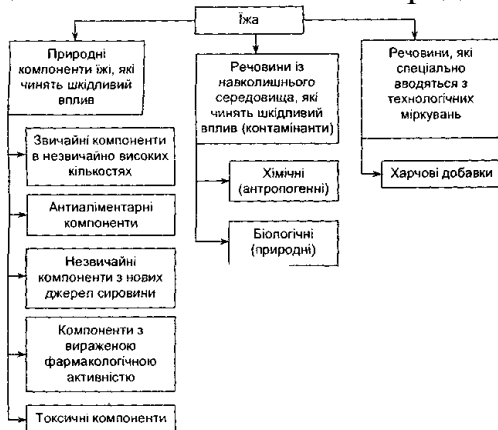 Їжа
Природні
компоненти їжі, які
чинять шкідливий
вплив
Звичайні компоненти
в незвичайно високих
кількостях
Антиаліментарні
компоненти
Незвичайні
компоненти з нових
джерел сировини
Компоненти з
вираженою
фармакологічною
активністю
Токсичні компоненти
Речовини із
навколишнього
середовища, які
чинять шкідливий
вплив (контамінанти)
Хімічні
(антропогенні)
Біологічні
(природні)
Речовини, які
спеціально
вводяться з
технологічних
міркувань
Харчові добавки